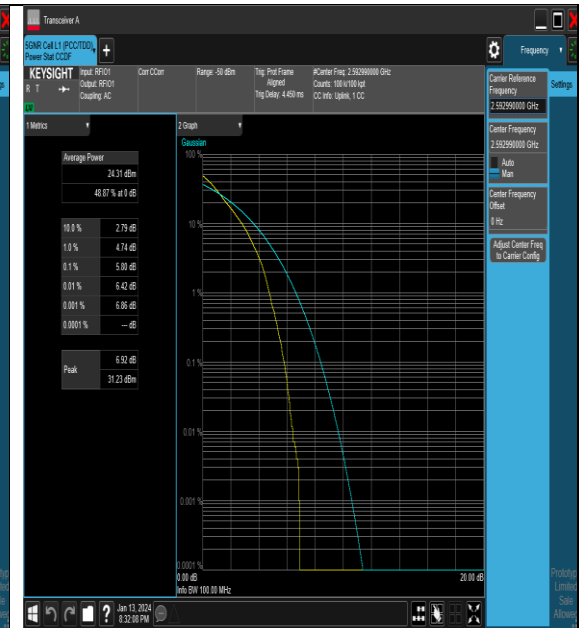 Transceiver A
5GNR Cell L1 (PCC/TDD),
Power Stat CCDF
Frequency
KEYSIGHT
R T
Input: RFIO1
Output: RFIO1
Coupling: AC
Corr CCorr
Range: -50 dBm
Trig: Prot Frame
Aligned
Trig Delay: 4.450 ms
#Center Freq: 2.592990000 GHz
Counts: 100 k/100 kpt
CC Info: Uplink, 1 CC
1 Metrics
Average Power
24.31 dBm
48.87 % at 0 dB
10.0 % 2.79 dB
1.0 % 4.74 dB
0.1 % 5.80 dB
0.01 % 6.42 dB
0.001 % 6.86 dB
0.0001 % --- dB
Peak
6.92 dB
31.23 dBm
2 Graph
Gaussian
100 %
10 %
1 %
0.1 %
0.01 %
0.001 %
0.0001 %
0.00 dB
20.00 dB
Info BW 100.00 MHz
Carrier Reference
Frequency
2.592990000 GHz
Center Frequency
2.592990000 GHz
Auto
Man
Center Frequency
Offset
0 Hz
Adjust Center Freq
to Carrier Config
Settings
Jan 13, 2024
8:32:08 PM